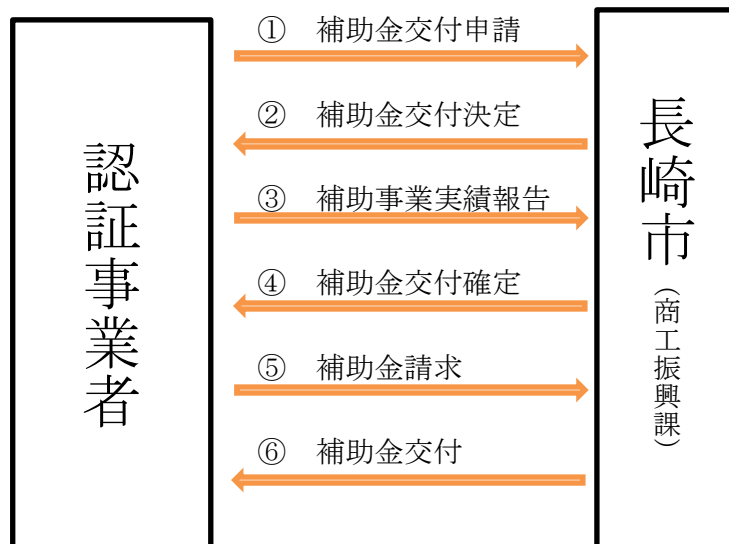 認証事業者
① 補助金交付申請
② 補助金交付決定
③ 補助事業実績報告
④ 補助金交付確定
⑤ 補助金請求
⑥ 補助金交付
長崎市(商工振興課)